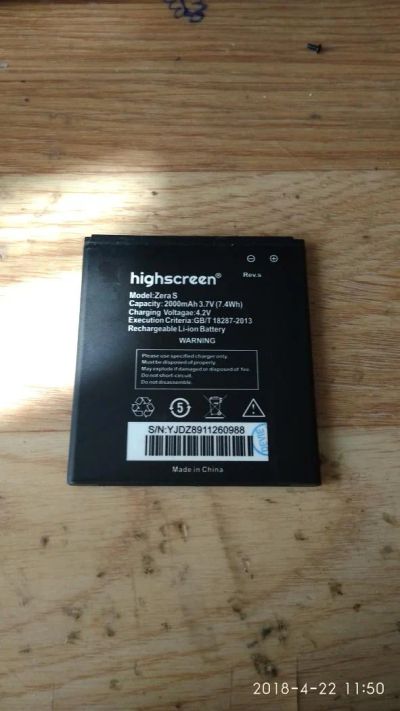 highscreen®
Rev.s
Model:Zera S
Capacity: 2000mAh 3.7V (7.4Wh)
Charging Voltagae:4.2V
Execution Criteria:GB/T 18287-2013
Rechargeable Li-ion Battery
WARNING
Please use specified charger only.
Must be disposed of properly.
May explode if damaged or disposed of fire.
Do not short-circuit.
Do not disassemble.
5
S/N:YJDZ8911260988
Made in China
2018-4-22 11:50